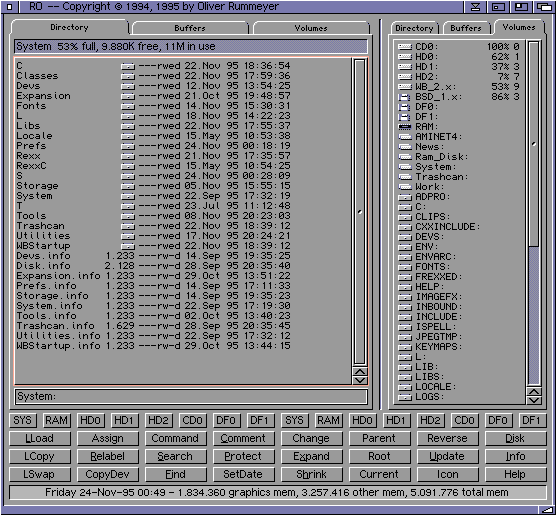 RO -- Copyright © 1994, 1995 by Oliver Rummeyer
Directory Buffers Volumes
System 53% full, 9.880K free, 11M in use
C ---rwed 22.Nov 95 18:36:54
Classes ---rwed 22.Nov 95 17:59:36
Devs ---rwed 12.Nov 95 13:54:25
Expansion ---rwed 21.Oct 95 19:48:57
Fonts ---rwed 14.Nov 95 15:30:31
L ---rwed 18.Nov 95 14:22:23
Libs ---rwed 22.Nov 95 17:55:37
Locale ---rwed 15.May 95 10:53:38
Prefs ---rwed 24.Nov 95 00:18:19
Rexx ---rwed 21.Nov 95 17:35:57
RexxC ---rwed 15.May 95 10:54:25
S ---rwed 24.Nov 95 00:28:09
Storage ---rwed 05.Nov 95 15:55:15
System ---rwed 22.Sep 95 17:32:19
T ---rwed 23.Jul 95 11:12:48
Tools ---rwed 08.Nov 95 20:23:03
Trashcan ---rwed 22.Nov 95 18:39:12
Utilities ---rwed 17.Nov 95 20:24:21
WBStartup ---rwed 22.Nov 95 18:39:12
Devs.info 1.233 ---rw-d 14.Sep 95 19:35:25
Disk.info 2.128 ---rw-d 28.Sep 95 20:35:40
Expansion.info 1.233 ---rw-d 29.Oct 95 13:51:22
Prefs.info 1.233 ---rw-d 14.Sep 95 17:11:33
Storage.info 1.233 ---rw-d 14.Sep 95 19:35:23
System.info 1.233 ---rw-d 22.Sep 95 17:19:30
Tools.info 1.233 ---rw-d 02.Oct 95 13:40:23
Trashcan.info 1.629 ---rw-d 28.Sep 95 20:35:45
Utilities.info 1.233 ---rw-d 22.Sep 95 17:32:12
WBStartup.info 1.233 ---rw-d 29.Oct 95 13:44:15
System:
Directory Buffers Volumes
CD0: 100% 0
HD0: 62% 1
HD1: 37% 3
HD2: 7% 7
WB_2.x: 53% 9
BSD_1.x: 86% 3
DF0:
DF1:
RAM:
AMINET4:
News:
Ram_Disk:
System:
Trashcan:
Work:
ADPRO:
C:
CLIPS:
CXXINCLUDE:
DEVS:
ENV:
ENVARC:
FONTS:
FREXXED:
HELP:
IMAGEFX:
INBOUND:
INCLUDE:
ISPELL:
JPEGTMP:
KEYMAPS:
L:
LIB:
LIBS:
LOCALE:
LOGS:
SYS RAM HD0 HD1 HD2 CD0 DF0 DF1 SYS RAM HD0 HD1 HD2 CD0 DF0 DF1
LLoad Assign Command Comment Change Parent Reverse Disk
LCopy Relabel Search Protect Expand Root Update Info
LSwap CopyDev Find SetDate Shrink Current Icon Help
Friday 24-Nov-95 00:49 - 1.834.360 graphics mem, 3.257.416 other mem, 5.091.776 total mem